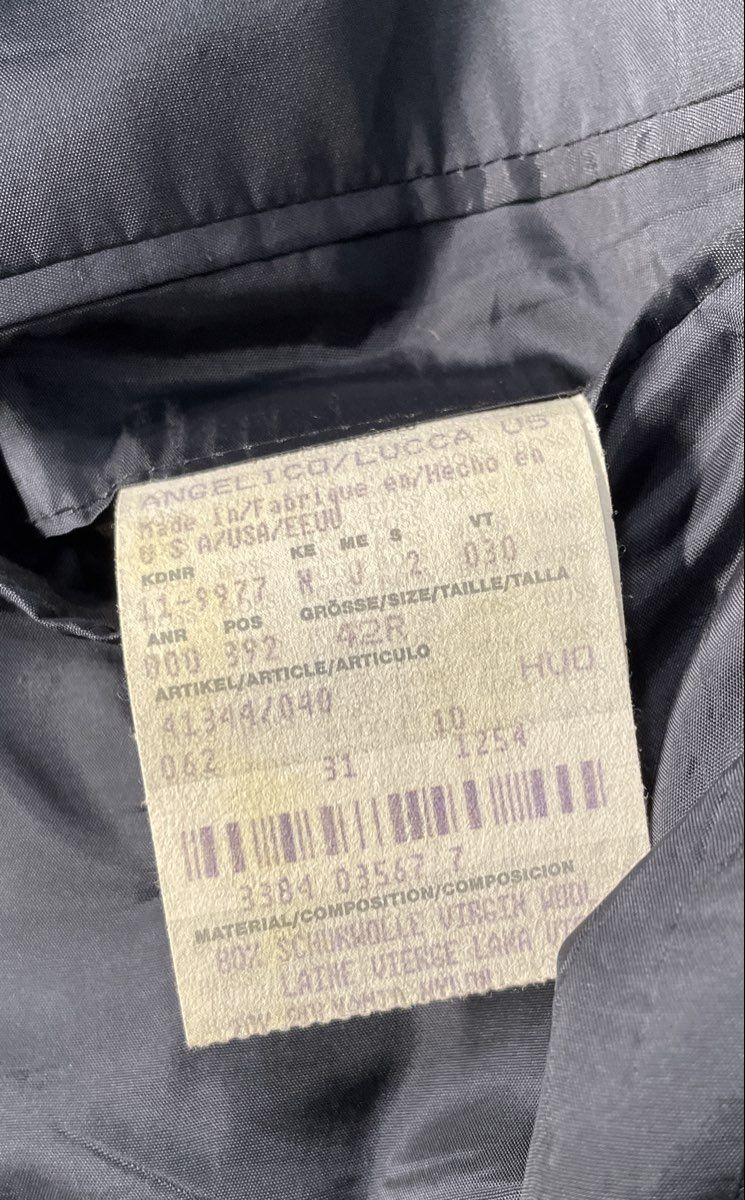 ANGELICO/LUCCA US
Made in/Fabrique en/Hecho en
U S A/USA/EEUU
KDNR KE ME S VT
11-9977 M J 2 030
ANR POS GRÖSSE/SIZE/TAILLE/TALLA
000 392 42R
ARTIKEL/ARTICLE/ARTICULO HVD
41344/040 10
062 31 1254
3384 03567 7
MATERIAL/COMPOSITION/COMPOSICION
80% SCHURWOLLE VIRGIN WOOL
LAINE VIERGE LANA